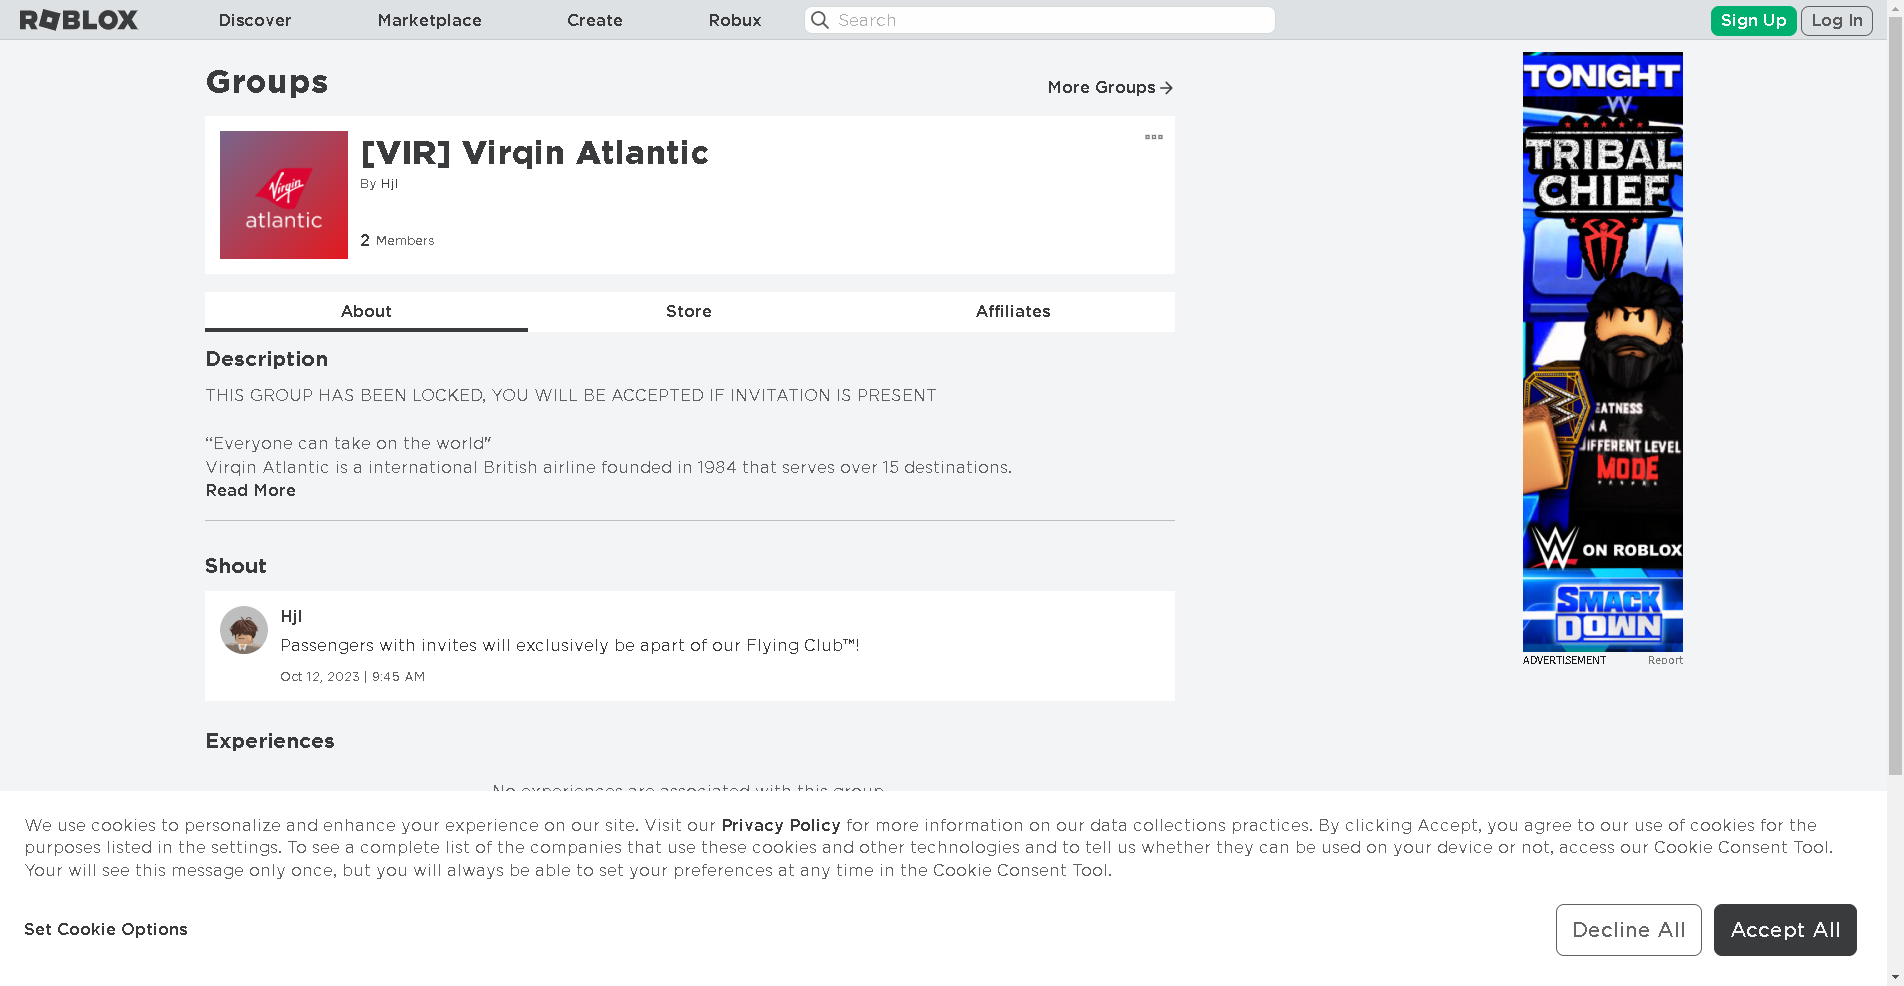 ROBLOX Discover Marketplace Create Robux Search Sign Up Log In
Groups
More Groups
[VIR] Virqin Atlantic
By Hjl
2 Members
Virgin
atlantic
About Store Affiliates
Description
THIS GROUP HAS BEEN LOCKED, YOU WILL BE ACCEPTED IF INVITATION IS PRESENT
“Everyone can take on the world"
Virqin Atlantic is a international British airline founded in 1984 that serves over 15 destinations.
Read More
Shout
Hjl
Passengers with invites will exclusively be apart of our Flying Club™!
Oct 12, 2023 | 9:45 AM
Experiences
No experiences are associated with this group
TONIGHT
W
TRIBAL
CHIEF
EATNESS
N A
IFFERENT LEVEL
MODE
W ON ROBLOX
SMACK
DOWN
ADVERTISEMENT Report
We use cookies to personalize and enhance your experience on our site. Visit our Privacy Policy for more information on our data collections practices. By clicking Accept, you agree to our use of cookies for the
purposes listed in the settings. To see a complete list of the companies that use these cookies and other technologies and to tell us whether they can be used on your device or not, access our Cookie Consent Tool.
Your will see this message only once, but you will always be able to set your preferences at any time in the Cookie Consent Tool.
Set Cookie Options
Decline All Accept All